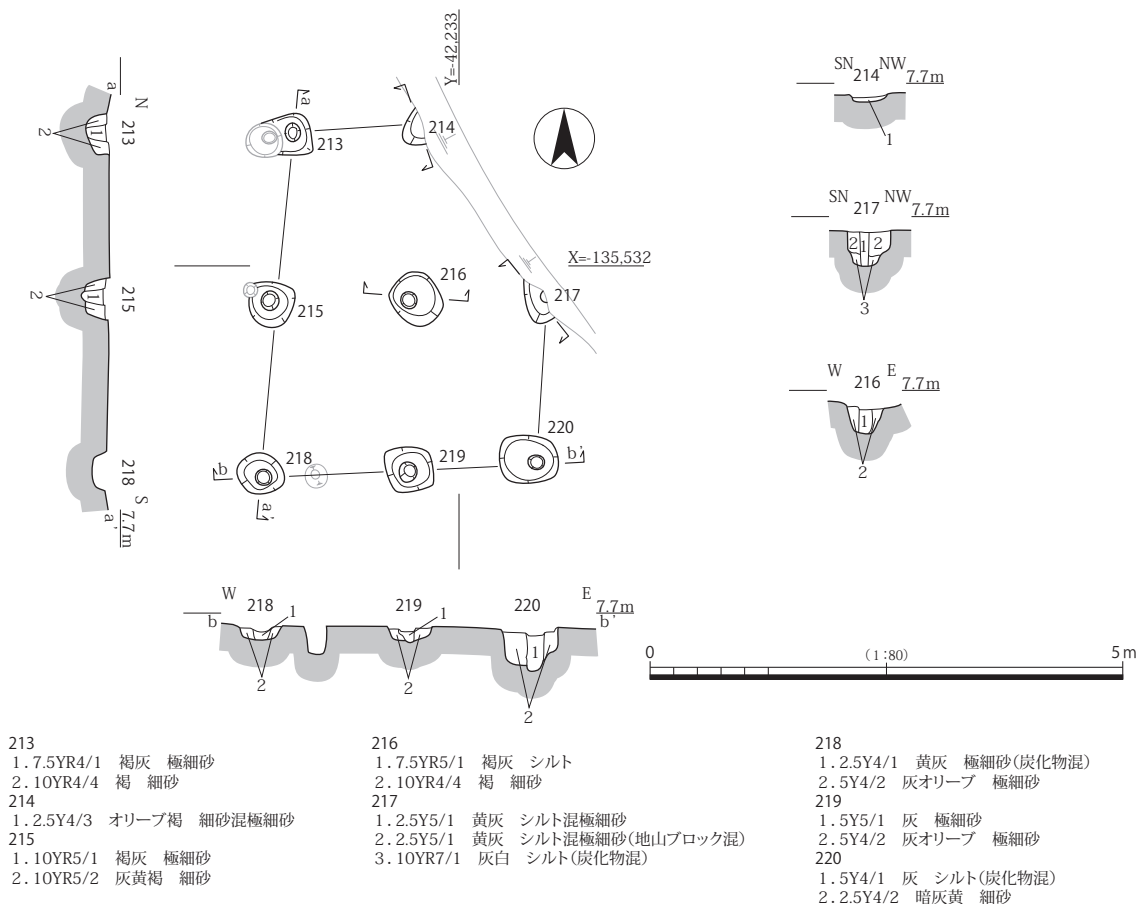 Y=-42,233
X=-135,532
a
213
214
215
216
217
b
218
219
220
b'
a'
a
N
213
2
1
215
2
1
218
S
a'
7.7m
SN 214 NW 7.7m
1
SN 217 NW 7.7m
2 1 2
3
W 216 E 7.7m
1
2
W 218 219 220 E 7.7m
b b'
1
1
1
2
2
2
0 (1:80) 5 m
213
1.7.5YR4/1 褐灰 極細砂
2.10YR4/4 褐 細砂
214
1.2.5Y4/3 オリーブ褐 細砂混極細砂
215
1.10YR5/1 褐灰 極細砂
2.10YR5/2 灰黄褐 細砂
216
1.7.5YR5/1 褐灰 シルト
2.10YR4/4 褐 細砂
217
1.2.5Y5/1 黄灰 シルト混極細砂
2.2.5Y5/1 黄灰 シルト混極細砂(地山ブロック混)
3.10YR7/1 灰白 シルト(炭化物混)
218
1.2.5Y4/1 黄灰 極細砂(炭化物混)
2.5Y4/2 灰オリーブ 極細砂
219
1.5Y5/1 灰 極細砂
2.5Y4/2 灰オリーブ 極細砂
220
1.5Y4/1 灰 シルト(炭化物混)
2.2.5Y4/2 暗灰黄 細砂